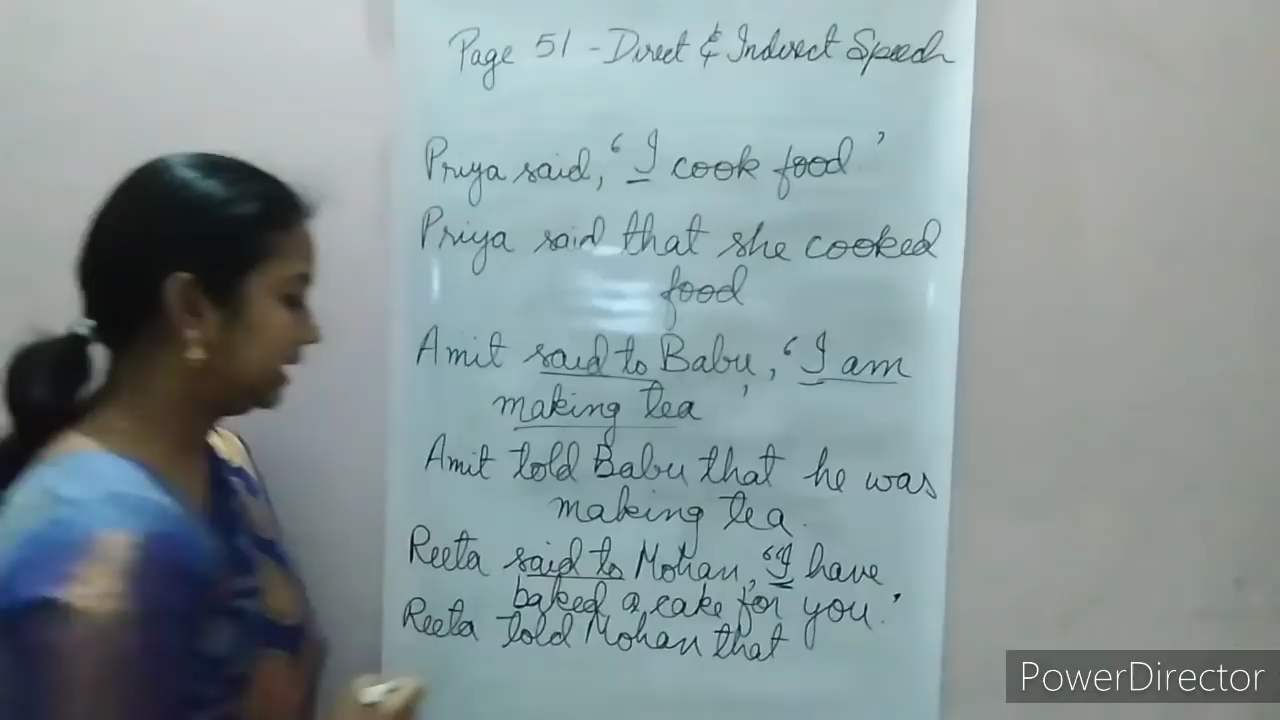 Page 51 - Direct & Indirect Speech
Priya said, ‘I cook food’
Priya said that she cooked
food
Amit said to Babu, ‘I am
making tea’
Amit told Babu that he was
making tea.
Reeta said to Mohan, “I have
baked a cake for you.’
Reeta told Mohan that
PowerDirector